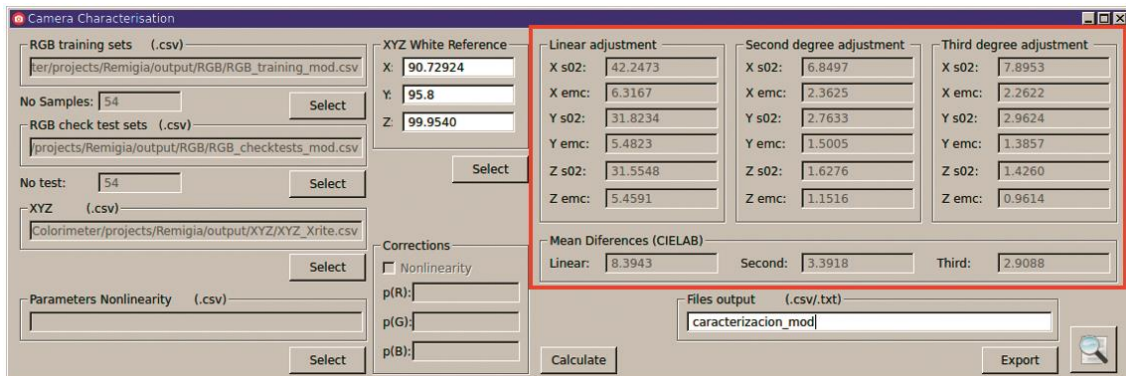 Camera Characterisation
RGB training sets (.csv)
ter/projects/Remigia/output/RGB/RGB_training_mod.csv
No Samples: 54
Select
RGB check test sets (.csv)
/projects/Remigia/output/RGB/RGB_checktests_mod.csv
No test: 54
Select
XYZ (.csv)
Colorimeter/projects/Remigia/output/XYZ/XYZ_Xrite.csv
Select
Parameters Nonlinearity (.csv)
Select
XYZ White Reference
X: 90.72924
Y: 95.8
Z: 99.9540
Select
Corrections
Nonlinearity
p(R):
p(G):
p(B):
Linear adjustment
X s02: 42.2473
X emc: 6.3167
Y s02: 31.8234
Y emc: 5.4823
Z s02: 31.5548
Z emc: 5.4591
Second degree adjustment
X s02: 6.8497
X emc: 2.3625
Y s02: 2.7633
Y emc: 1.5005
Z s02: 1.6276
Z emc: 1.1516
Third degree adjustment
X s02: 7.8953
X emc: 2.2622
Y s02: 2.9624
Y emc: 1.3857
Z s02: 1.4260
Z emc: 0.9614
Mean Diferences (CIELAB)
Linear: 8.3943 Second: 3.3918 Third: 2.9088
Files output (.csv/.txt)
caracterizacion_mod
Calculate
Export